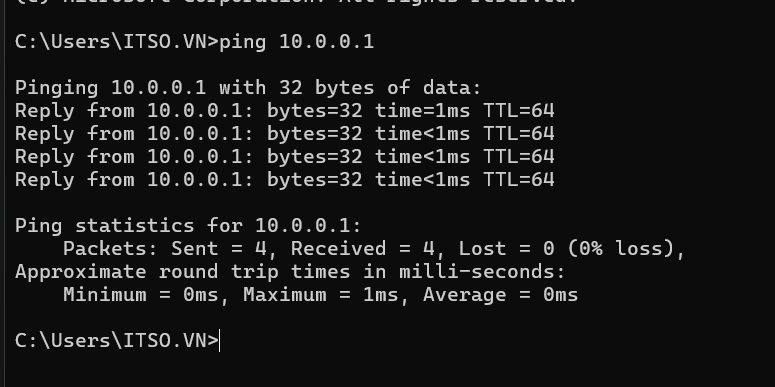 C:\Users\ITSO.VN>ping 10.0.0.1
Pinging 10.0.0.1 with 32 bytes of data:
Reply from 10.0.0.1: bytes=32 time=1ms TTL=64
Reply from 10.0.0.1: bytes=32 time<1ms TTL=64
Reply from 10.0.0.1: bytes=32 time<1ms TTL=64
Reply from 10.0.0.1: bytes=32 time<1ms TTL=64
Ping statistics for 10.0.0.1:
    Packets: Sent = 4, Received = 4, Lost = 0 (0% loss),
Approximate round trip times in milli-seconds:
    Minimum = 0ms, Maximum = 1ms, Average = 0ms
C:\Users\ITSO.VN>